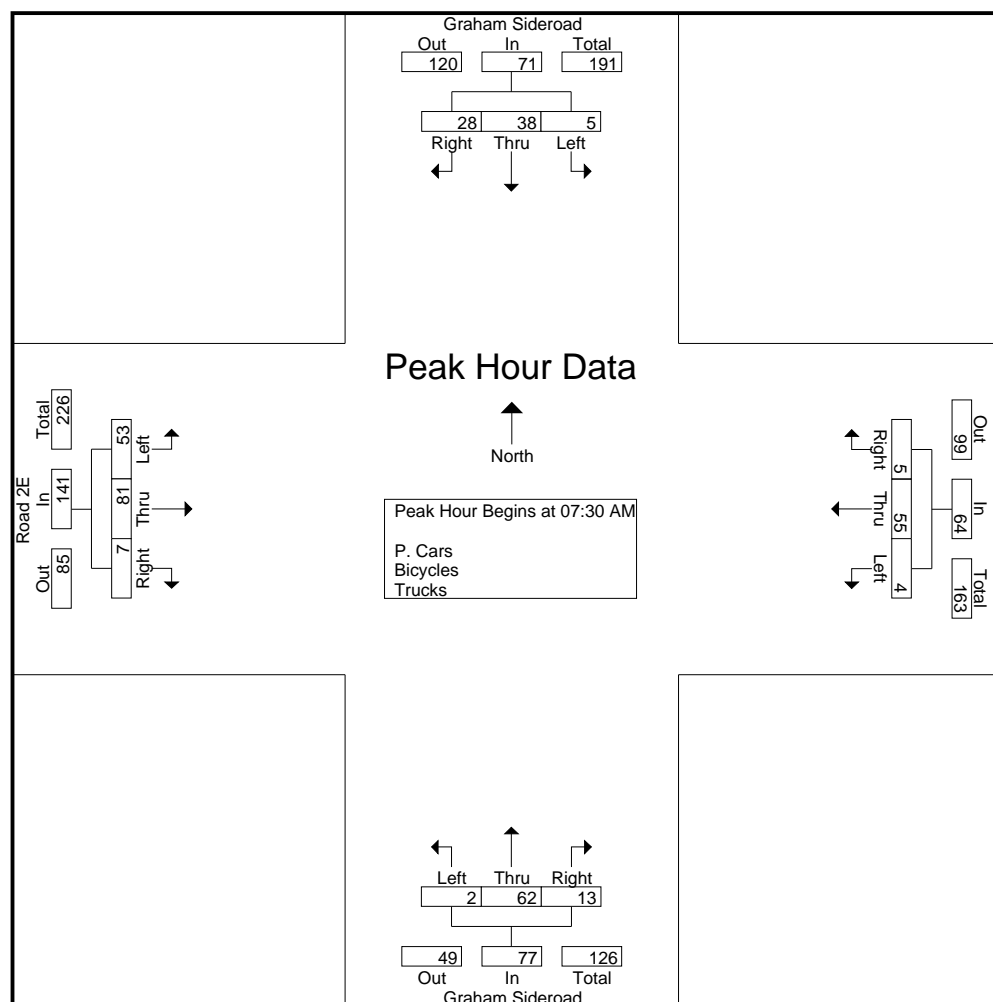 Graham Sideroad
Out In Total
120 71 191
28 38 5
Right Thru Left
Peak Hour Data
North
Peak Hour Begins at 07:30 AM
P. Cars
Bicycles
Trucks
Road 2E
Out In Total
85 141 226
Left Thru Right
53 81 7
Out In Total
99 64 163
Right Thru Left
5 55 4
Left Thru Right
2 62 13
49 77 126
Out In Total
Graham Sideroad